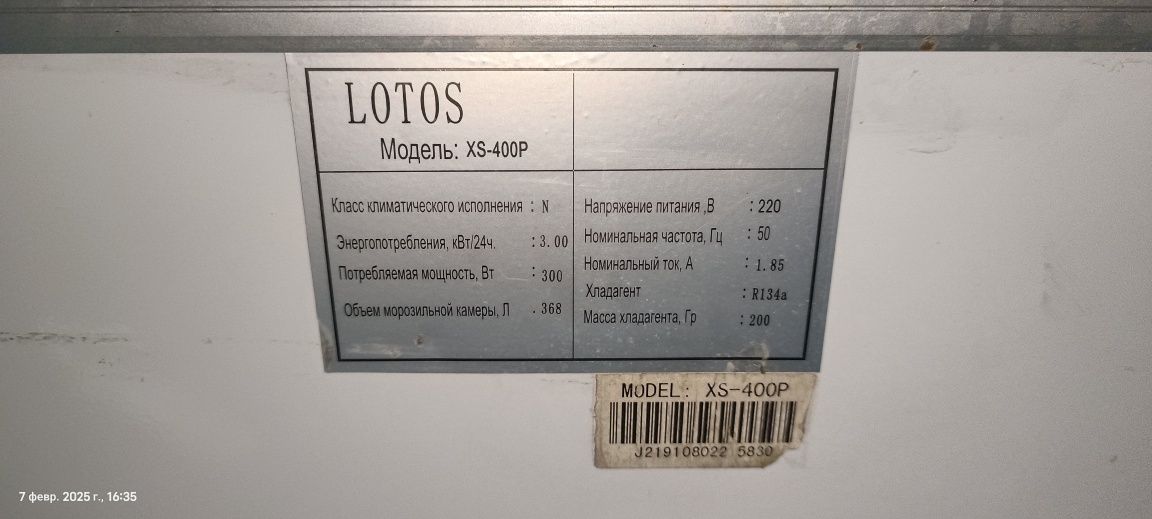 LOTOS
Модель: XS-400P
Класс климатического исполнения : N
Энергопотребления, кВт/24ч. : 3.00
Потребляемая мощность, Вт : 300
Объем морозильной камеры, Л . 368
Напряжение питания ,В : 220
Номинальная частота, Гц : 50
Номинальный ток, А : 1.85
Хладагент : R134a
Масса хладагента, Гр : 200
MODEL: XS-400P
J219108022 5830
7 февр. 2025 г., 16:35